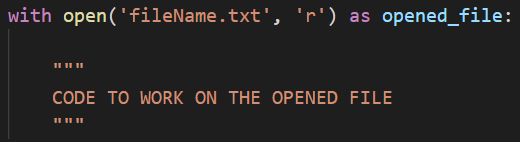 with open('fileName.txt', 'r') as opened_file:
"""
CODE TO WORK ON THE OPENED FILE
"""